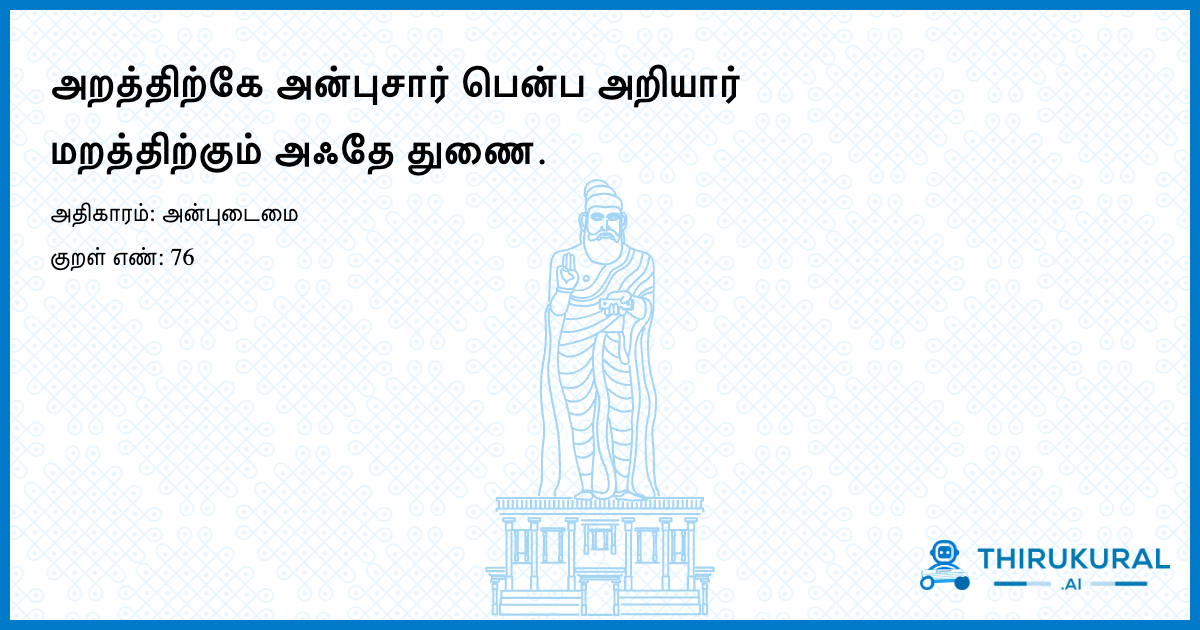 அறத்திற்கே அன்புசார் பென்ப அறியார்
மறத்திற்கும் அஃதே துணை.
அதிகாரம்: அன்புடைமை
குறள் எண்: 76
THIRUKURAL
.AI